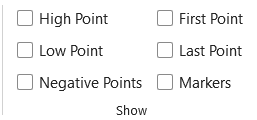 High Point First Point
Low Point Last Point
Negative Points Markers
Show